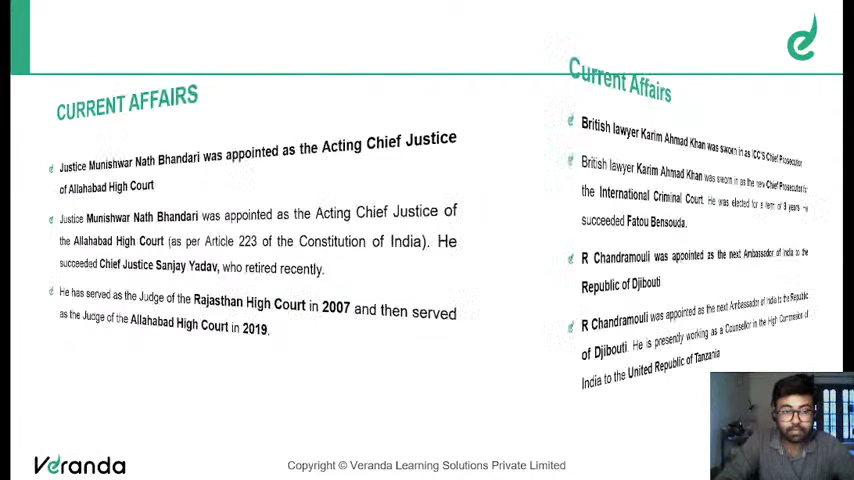 CURRENT AFFAIRS
Justice Munishwar Nath Bhandari was appointed as the Acting Chief Justice
of Allahabad High Court
Justice Munishwar Nath Bhandari was appointed as the Acting Chief Justice of
the Allahabad High Court (as per Article 223 of the Constitution of India). He
succeeded Chief Justice Sanjay Yadav, who retired recently.
He has served as the Judge of the Rajasthan High Court in 2007 and then served
as the Judge of the Allahabad High Court in 2019.
Current Affairs
British lawyer Karim Ahmad Khan was sworn in as ICC'S Chief Prosecutor
British lawyer Karim Ahmad Khan was sworn in as the new Chief Prosecutor for
the International Criminal Court. He was elected for a term of 9 years. He
succeeded Fatou Bensouda.
R Chandramouli was appointed as the next Ambassador of India to the
Republic of Djibouti
R Chandramouli was appointed as the next Ambassador of India to the Republic
of Djibouti. He is presently working as a Counsellor in the High Commission of
India to the United Republic of Tanzania
Veranda
Copyright © Veranda Learning Solutions Private Limited